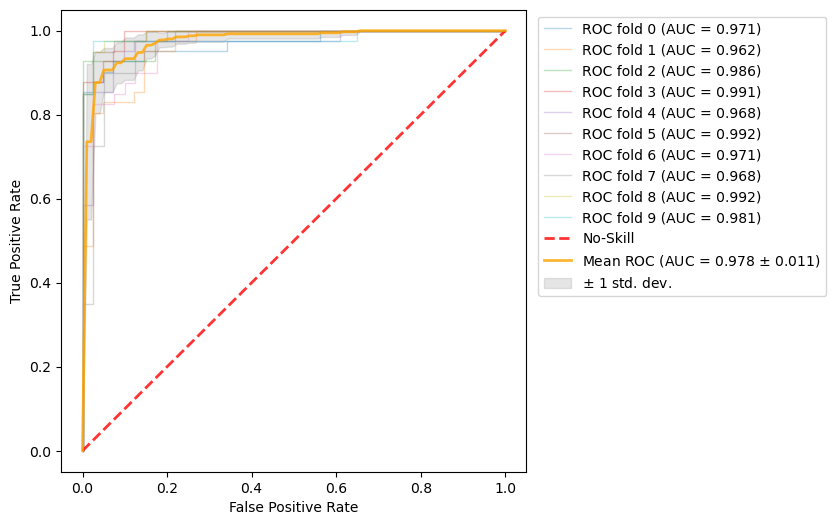 1.0
0.8
0.6
0.4
0.2
0.0
True Positive Rate
0.0 0.2 0.4 0.6 0.8 1.0
False Positive Rate
ROC fold 0 (AUC = 0.971)
ROC fold 1 (AUC = 0.962)
ROC fold 2 (AUC = 0.986)
ROC fold 3 (AUC = 0.991)
ROC fold 4 (AUC = 0.968)
ROC fold 5 (AUC = 0.992)
ROC fold 6 (AUC = 0.971)
ROC fold 7 (AUC = 0.968)
ROC fold 8 (AUC = 0.992)
ROC fold 9 (AUC = 0.981)
No-Skill
Mean ROC (AUC = 0.978 ± 0.011)
± 1 std. dev.